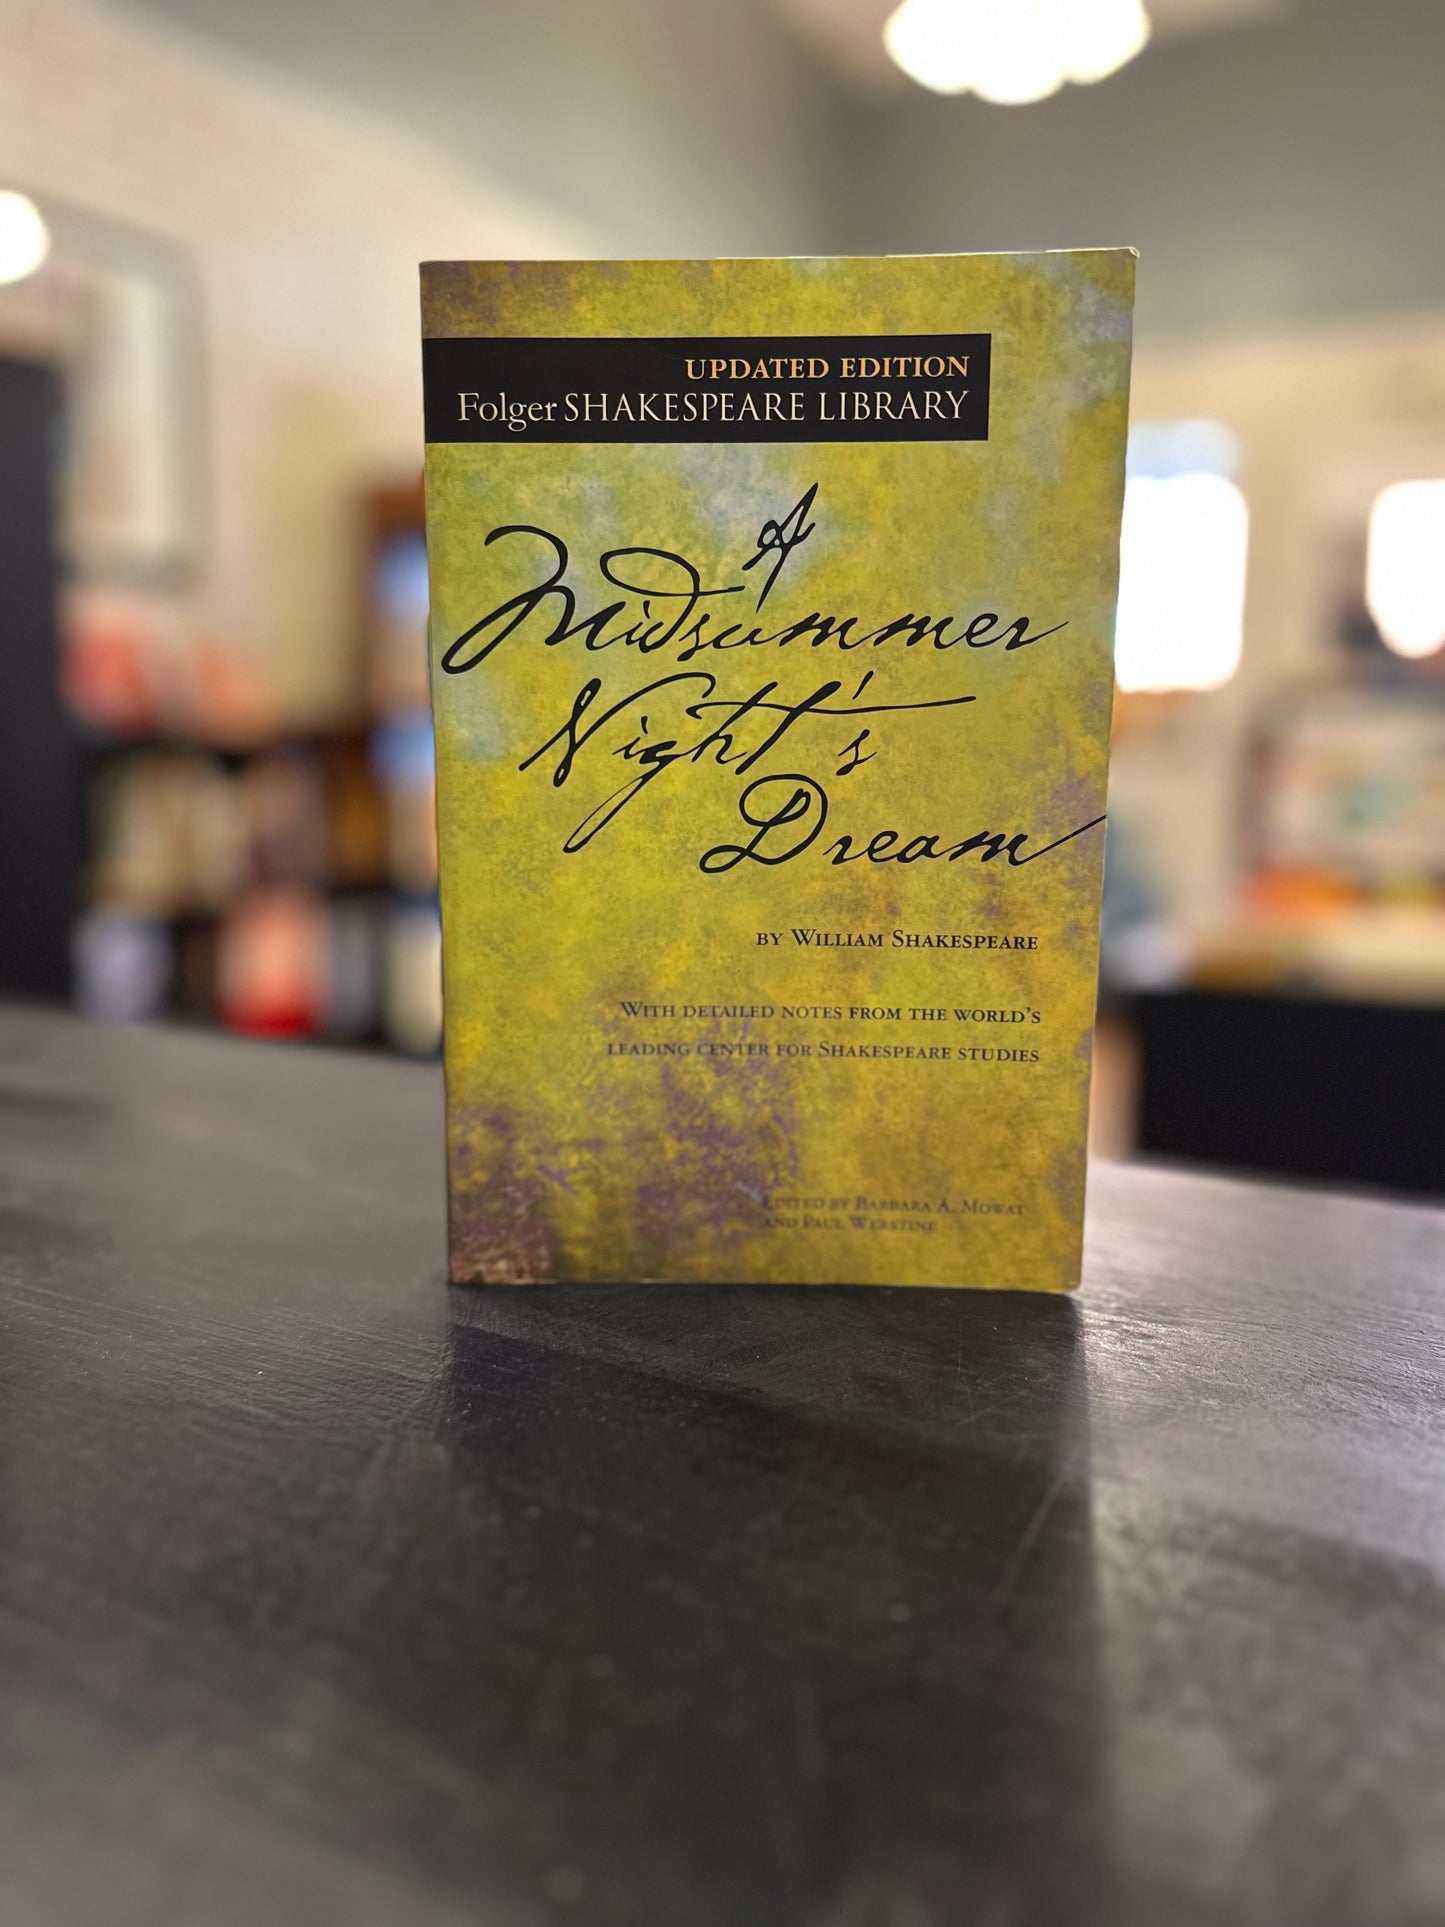 UPDATED EDITION
Folger SHAKESPEARE LIBRARY
A
Midsummer
Night's
Dream
BY WILLIAM SHAKESPEARE
WITH DETAILED NOTES FROM THE WORLD'S
LEADING CENTER FOR SHAKESPEARE STUDIES
EDITED BY BARBARA A. MOWAT
AND PAUL WERSTINE